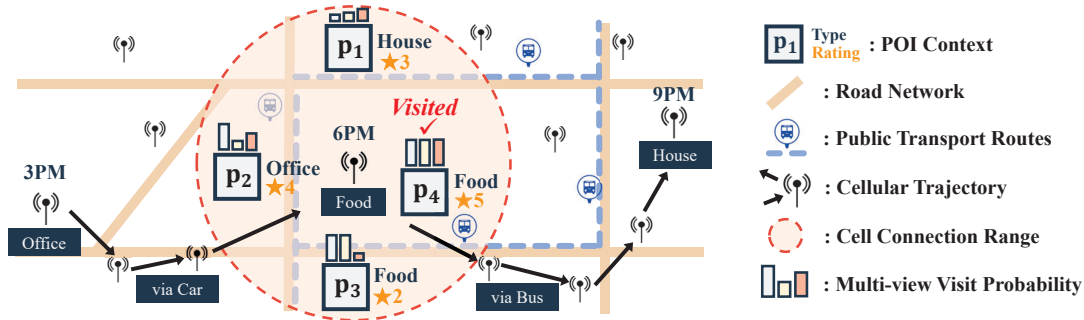 p1
House
★3
Visited
6PM
3PM
9PM
p2
Office
★4
p4
Food
★5
Food
House
Office
via Car
p3
Food
★2
via Bus
p1
Type
Rating
: POI Context
: Road Network
: Public Transport Routes
: Cellular Trajectory
: Cell Connection Range
: Multi-view Visit Probability